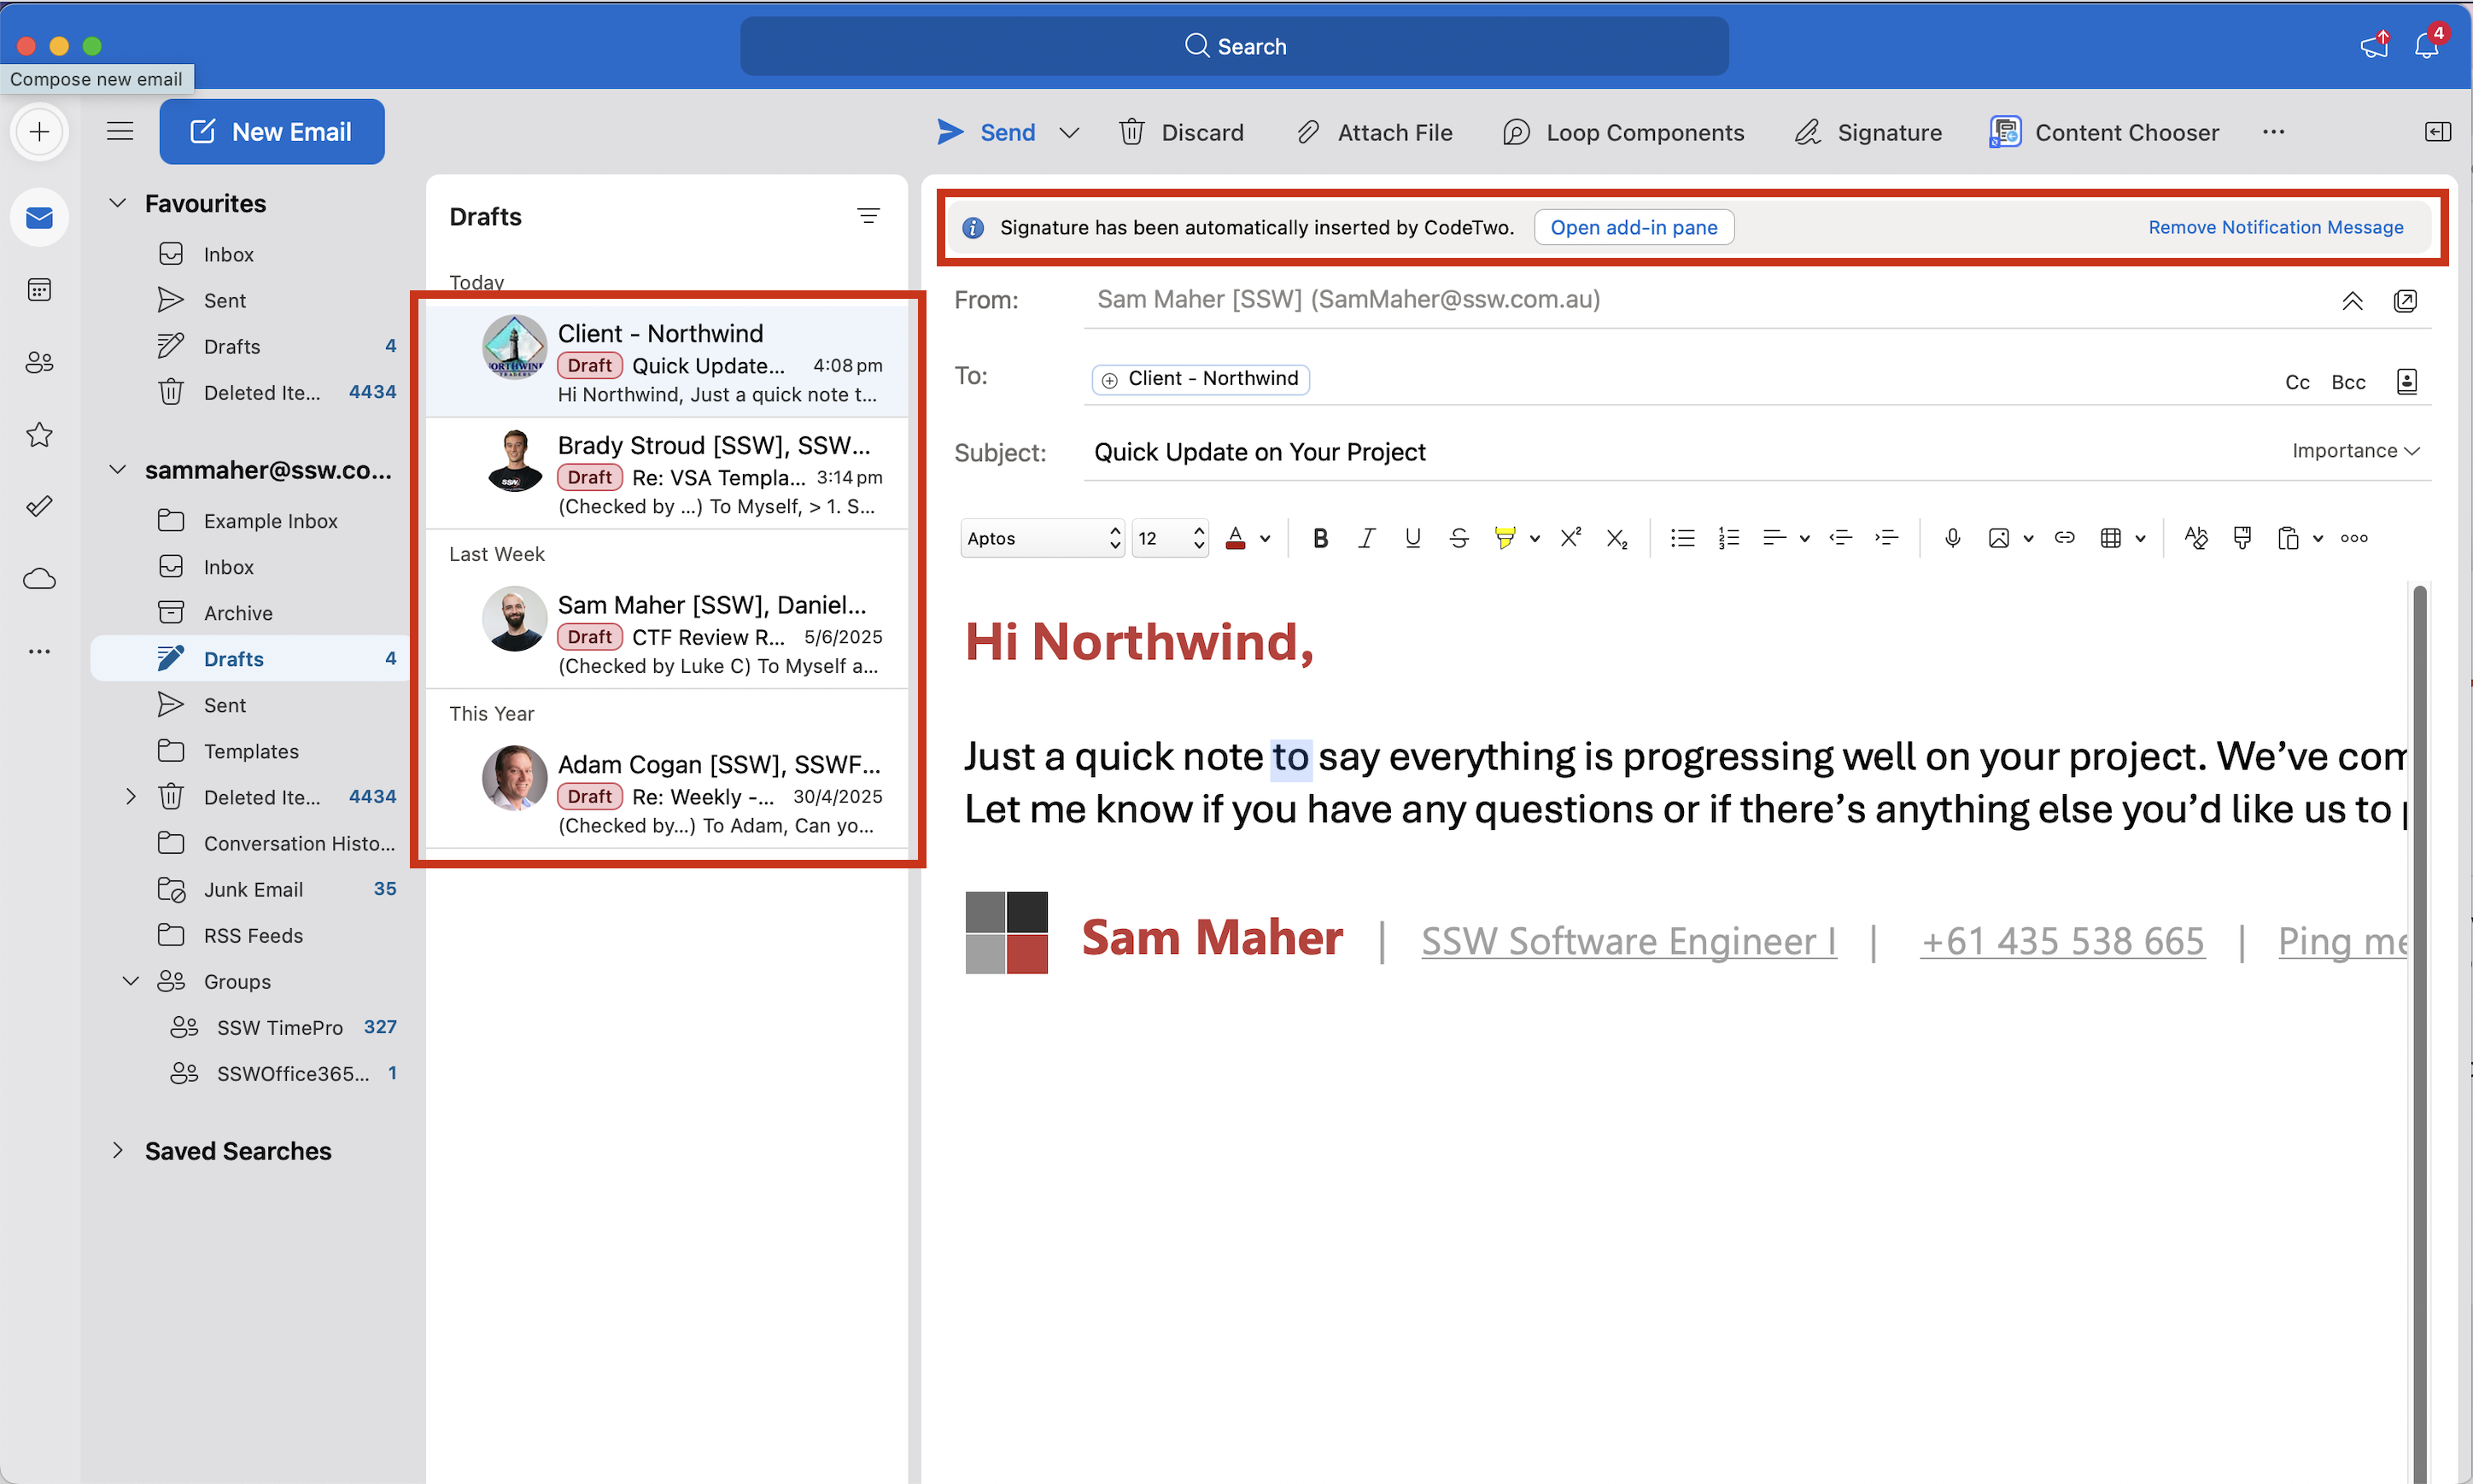 Search
4
Compose new email
New Email
Send
Discard
Attach File
Loop Components
Signature
Content Chooser
Favourites
Inbox
Sent
Drafts 4
Deleted Ite... 4434
sammaher@ssw.co...
Example Inbox
Inbox
Archive
Drafts 4
Sent
Templates
Deleted Ite... 4434
Conversation Histo...
Junk Email 35
RSS Feeds
Groups
SSW TimePro 327
SSWOffice365... 1
Saved Searches
Drafts
Today
Client - Northwind
Draft Quick Update... 4:08 pm
Hi Northwind, Just a quick note t...
Brady Stroud [SSW], SSW...
Draft Re: VSA Templa... 3:14 pm
(Checked by ...) To Myself, > 1. S...
Last Week
Sam Maher [SSW], Daniel...
Draft CTF Review R... 5/6/2025
(Checked by Luke C) To Myself a...
This Year
Adam Cogan [SSW], SSWF...
Draft Re: Weekly -... 30/4/2025
(Checked by...) To Adam, Can yo...
Signature has been automatically inserted by CodeTwo. Open add-in pane Remove Notification Message
From: Sam Maher [SSW] (SamMaher@ssw.com.au)
To: Client - Northwind Cc Bcc
Subject: Quick Update on Your Project Importance
Aptos 12
Hi Northwind,
Just a quick note to say everything is progressing well on your project. We've com
Let me know if you have any questions or if there's anything else you'd like us to
Sam Maher | SSW Software Engineer I | +61 435 538 665 | Ping me